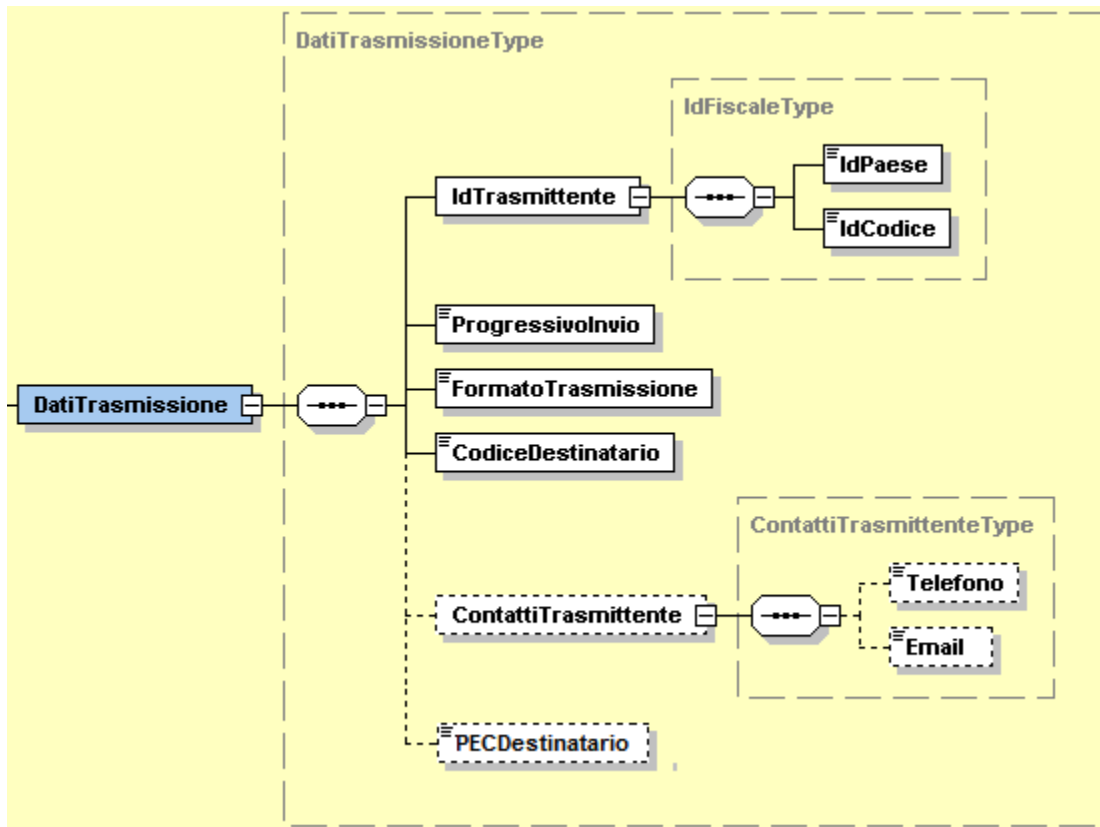 DatiTrasmissioneType
IdFiscaleType
IdPaese
IdTrasmittente
IdCodice
ProgressivoInvio
FormatoTrasmissione
DatiTrasmissione
CodiceDestinatario
ContattiTrasmittenteType
Telefono
ContattiTrasmittente
Email
PECDestinatario